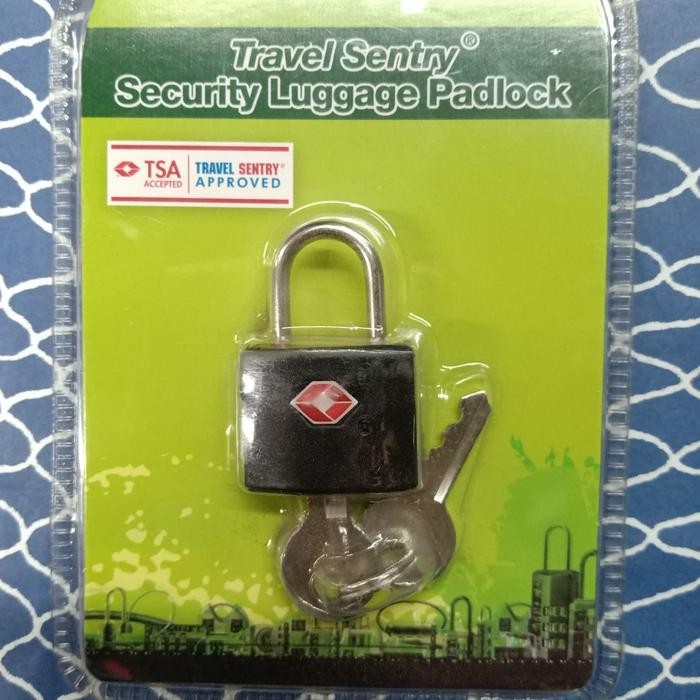 Travel Sentry®
Security Luggage Padlock
TSA
ACCEPTED
TRAVEL SENTRY®
APPROVED